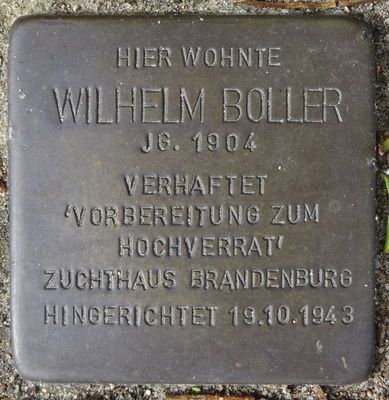 HIER WOHNTE
WILHELM BOLLER
JG. 1904
VERHAFTET
'VORBEREITUNG ZUM
HOCHVERRAT'
ZUCHTHAUS BRANDENBURG
HINGERICHTET 19.10.1943